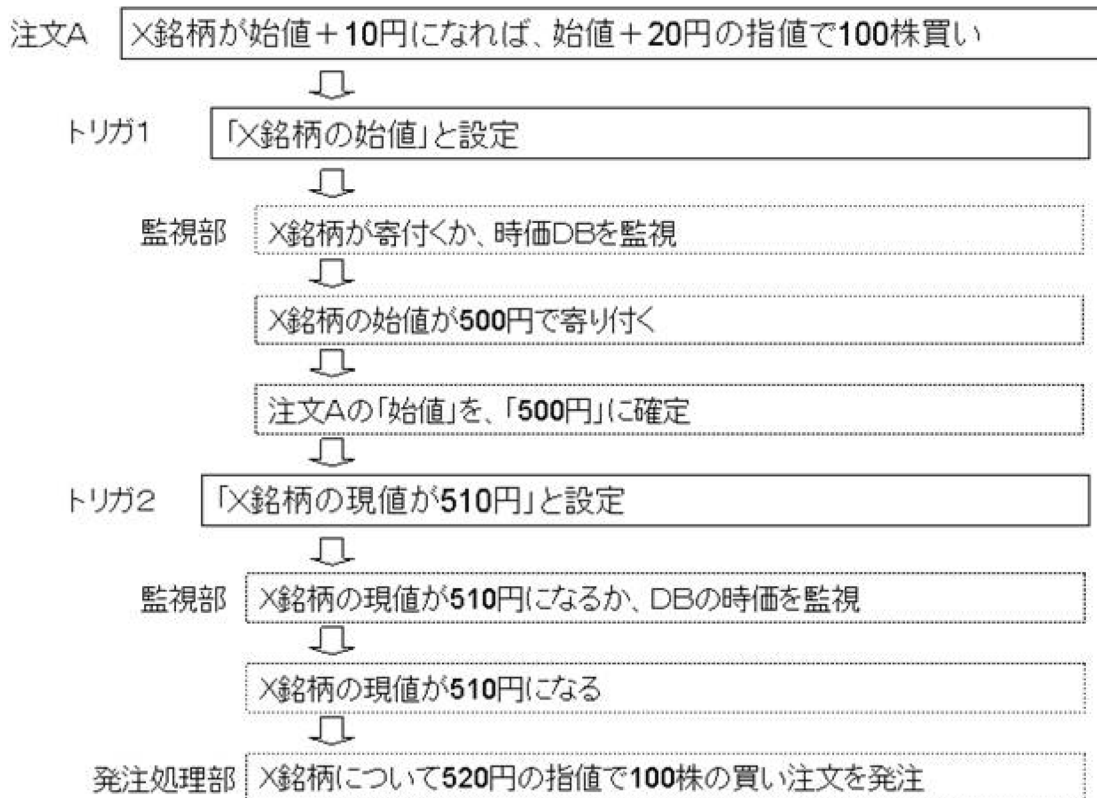 注文A X銘柄が始値+10円になれば、始値+20円の指値で100株買い
トリガ1 「X銘柄の始値」と設定
監視部 X銘柄が寄付くか、時価DBを監視
X銘柄の始値が500円で寄り付く
注文Aの「始値」を、「500円」に確定
トリガ2 「X銘柄の現値が510円」と設定
監視部 X銘柄の現値が510円になるか、DBの時価を監視
X銘柄の現値が510円になる
発注処理部 X銘柄について520円の指値で100株の買い注文を発注